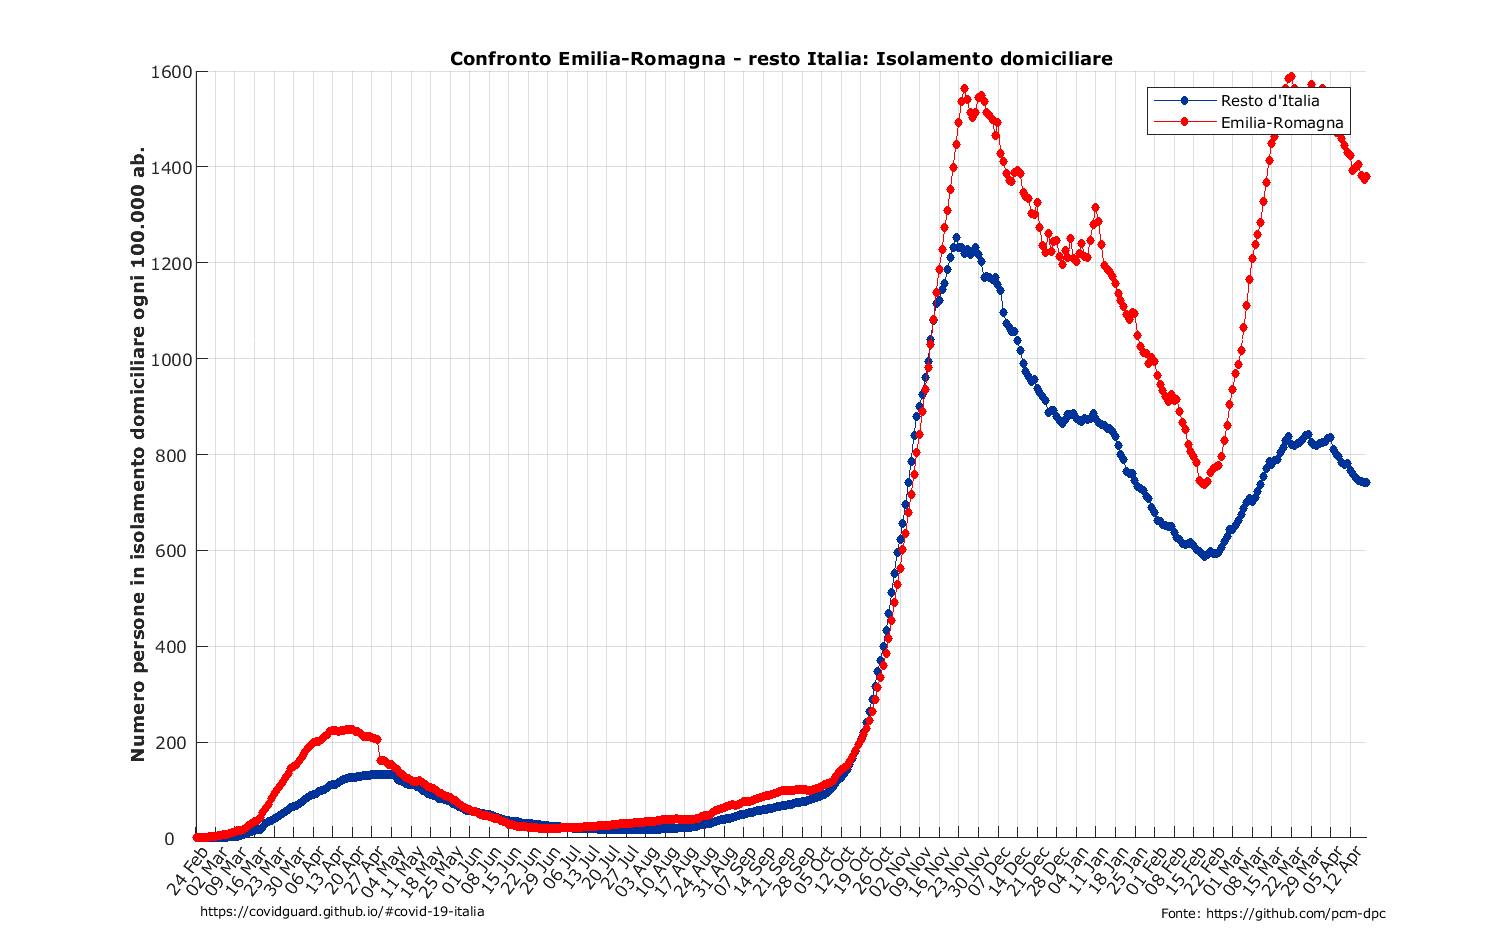 Confronto Emilia-Romagna - resto Italia: Isolamento domiciliare
Numero persone in isolamento domiciliare ogni 100.000 ab.
1600
1400
1200
1000
800
600
400
200
0
Resto d'Italia
Emilia-Romagna
24 Feb
02 Mar
09 Mar
16 Mar
23 Mar
30 Mar
06 Apr
13 Apr
20 Apr
27 Apr
04 May
11 May
18 May
25 May
01 Jun
08 Jun
15 Jun
22 Jun
29 Jun
06 Jul
13 Jul
20 Jul
27 Jul
03 Aug
10 Aug
17 Aug
24 Aug
31 Aug
07 Sep
14 Sep
21 Sep
28 Sep
05 Oct
12 Oct
19 Oct
26 Oct
02 Nov
09 Nov
16 Nov
23 Nov
30 Nov
07 Dec
14 Dec
21 Dec
28 Dec
04 Jan
11 Jan
18 Jan
25 Jan
01 Feb
08 Feb
15 Feb
22 Feb
01 Mar
08 Mar
15 Mar
22 Mar
29 Mar
05 Apr
12 Apr
https://covidguard.github.io/#covid-19-italia
Fonte: https://github.com/pcm-dpc